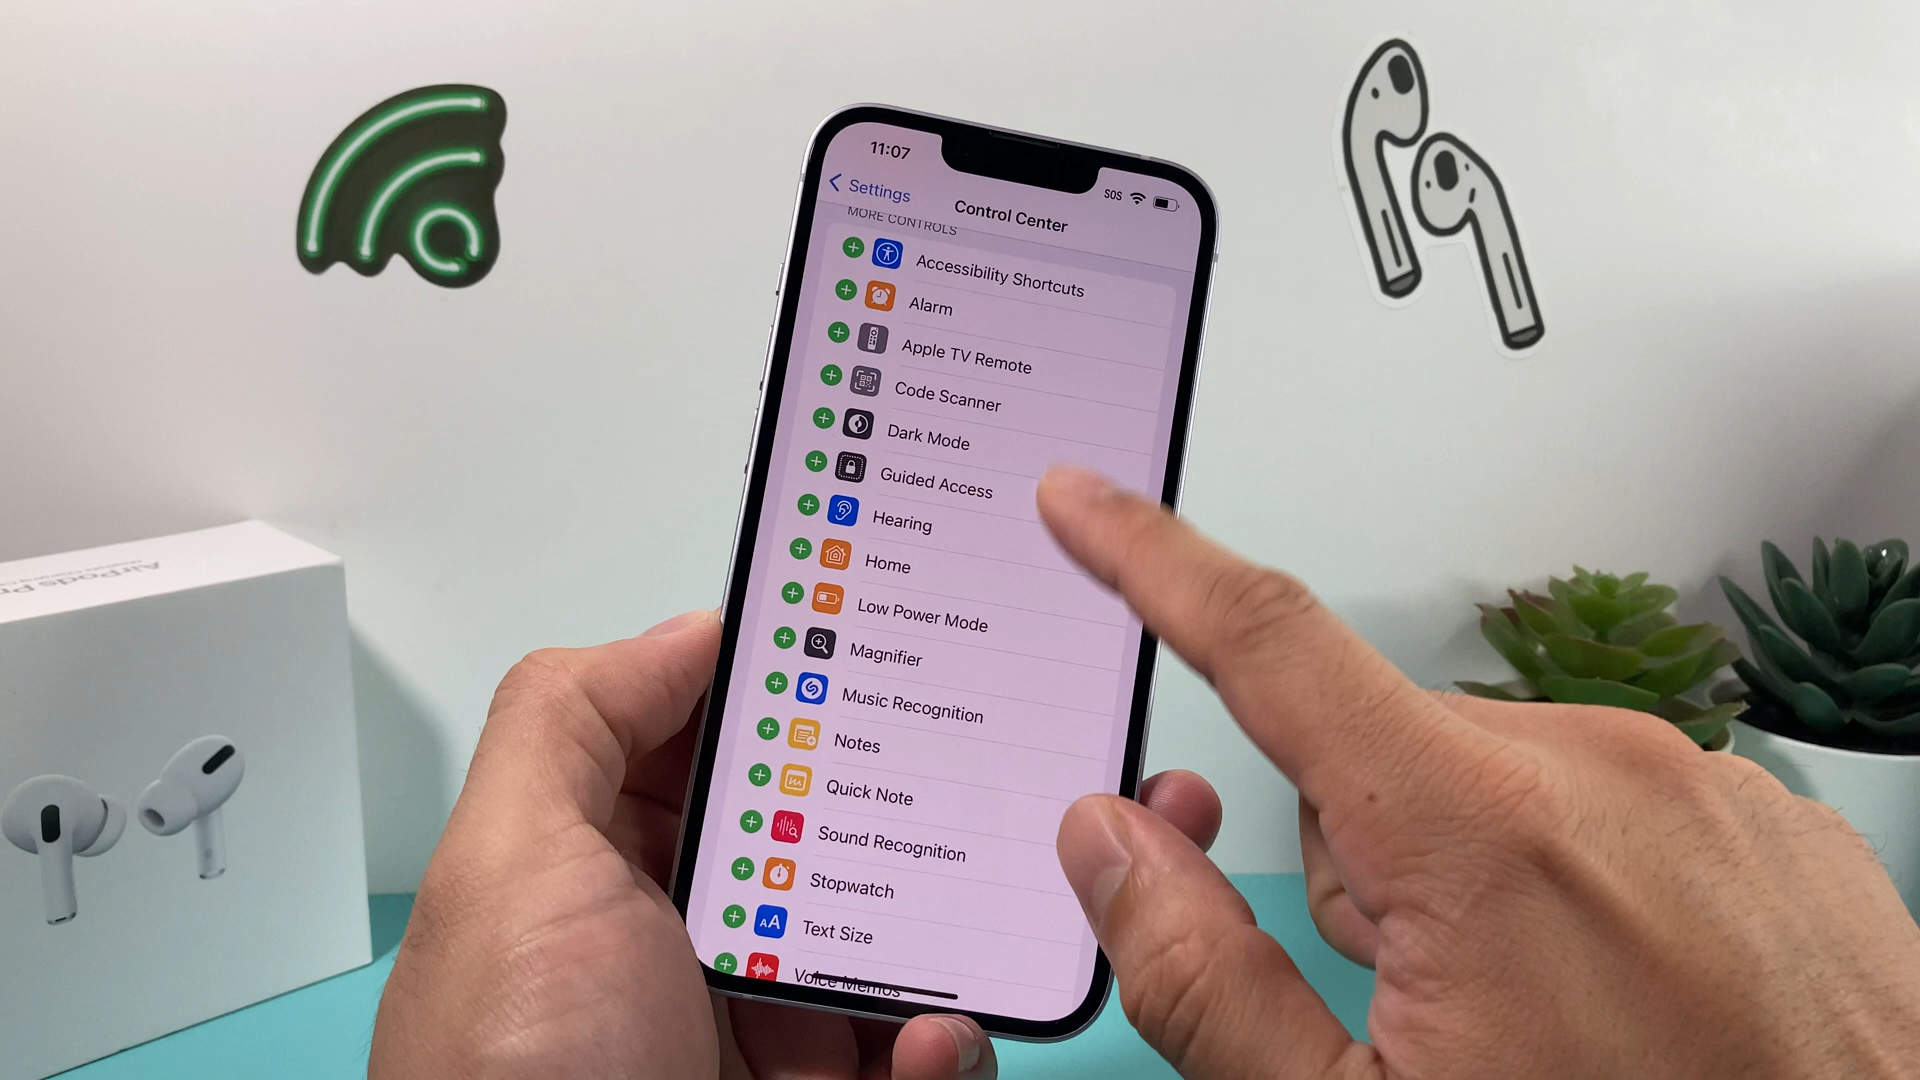 11:07
SOS
Settings
Control Center
MORE CONTROLS
Accessibility Shortcuts
Alarm
Apple TV Remote
Code Scanner
Dark Mode
Guided Access
Hearing
Home
Low Power Mode
Magnifier
Music Recognition
Notes
Quick Note
Sound Recognition
Stopwatch
AA
Text Size
Voice Memos
AirPods Pro